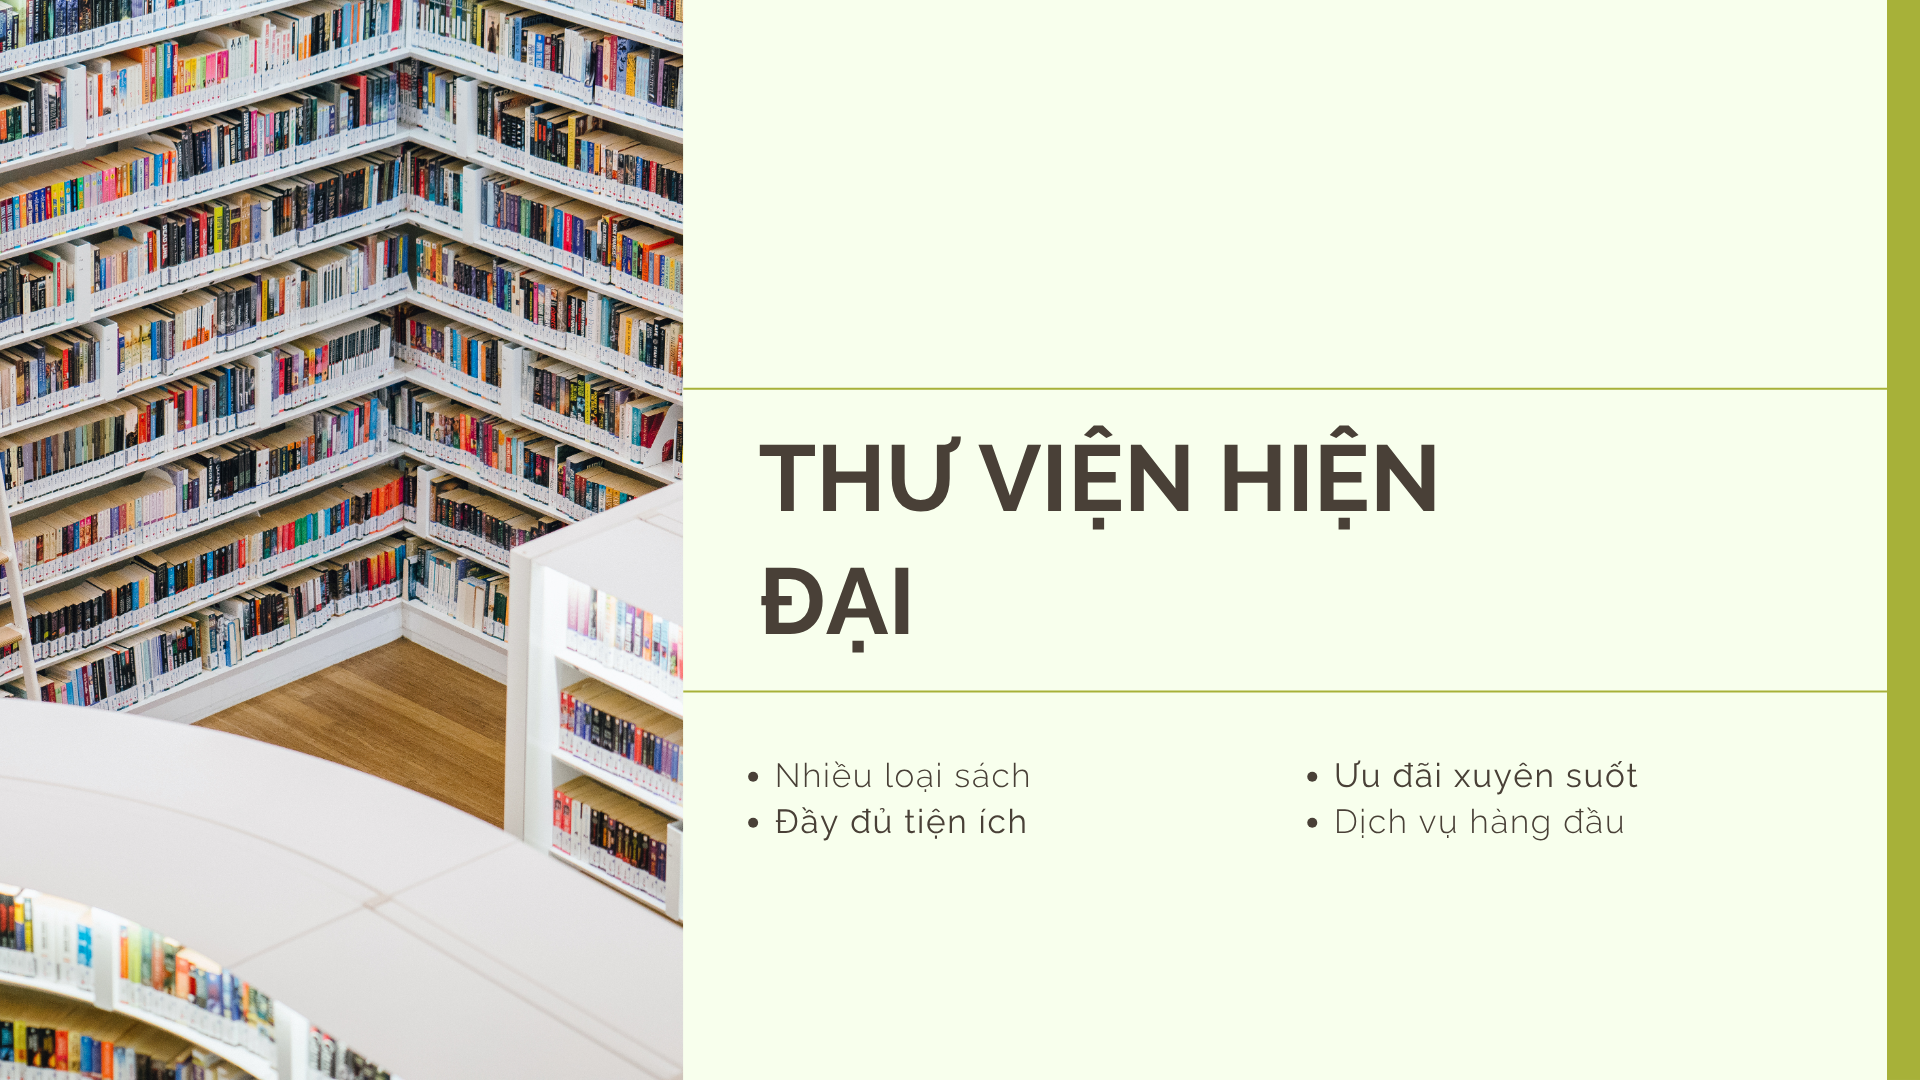 THƯ VIỆN HIỆN
ĐẠI
• Nhiều loại sách
• Đầy đủ tiện ích
• Ưu đãi xuyên suốt
• Dịch vụ hàng đầu